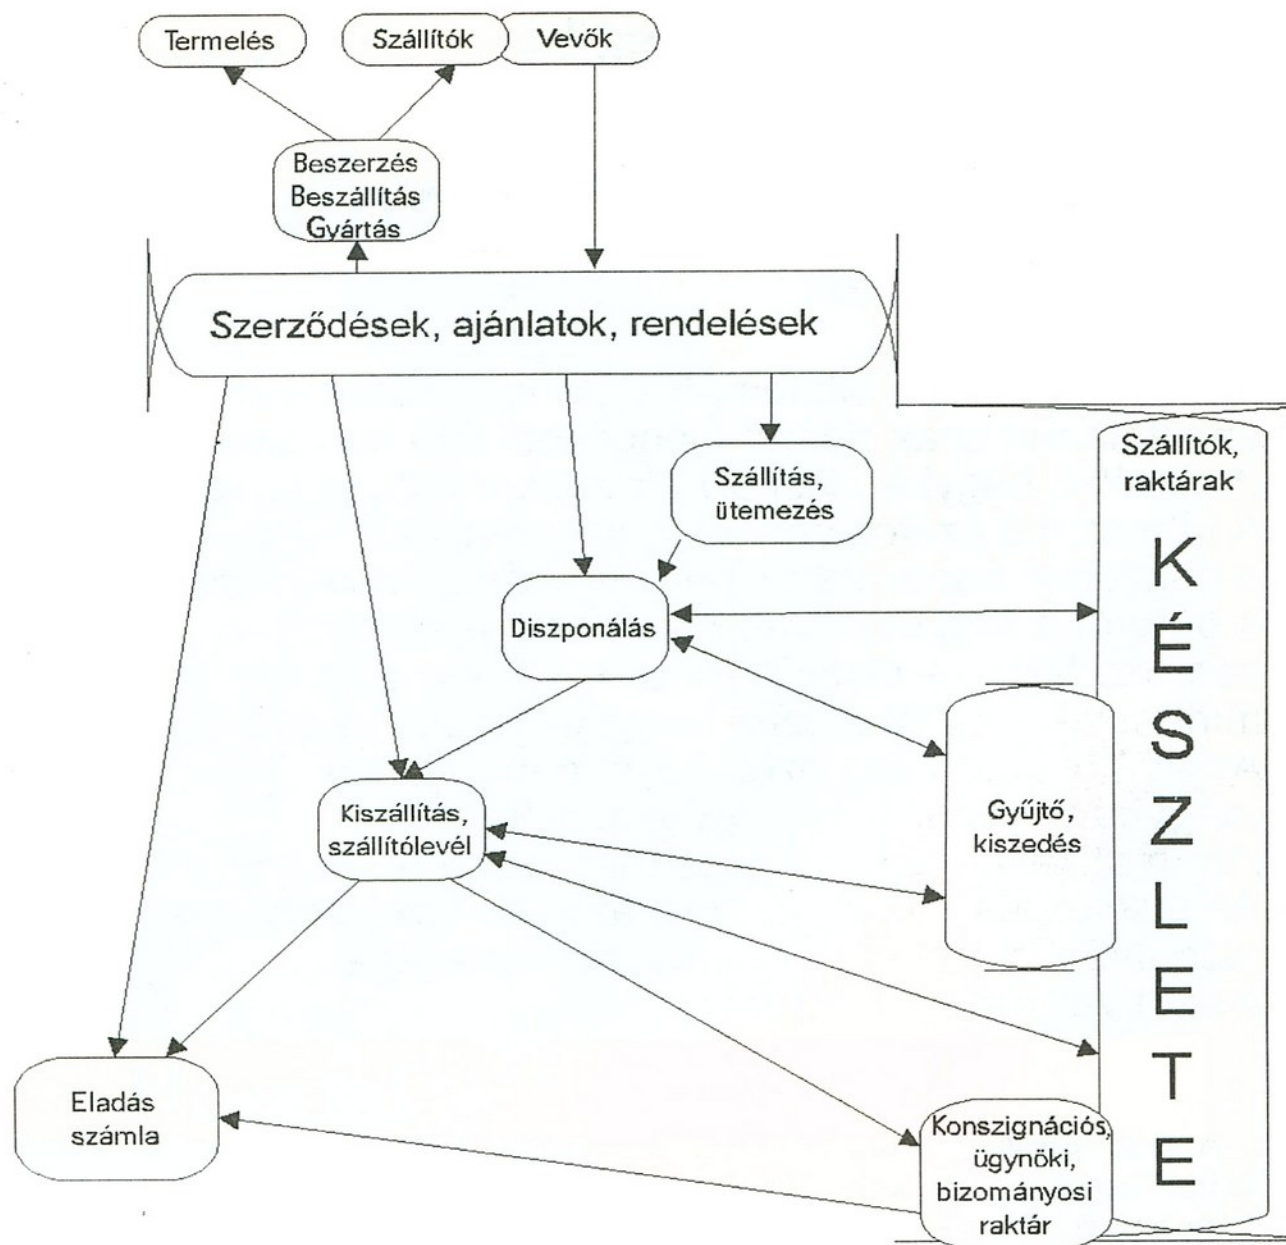 Termelés
Szállítók
Vevők
Beszerzés
Beszállítás
Gyártás
Szerződések, ajánlatok, rendelések
Szállítás,
ütemezés
Szállítók,
raktárak
KÉSZLETE
Diszponálás
Gyűjtő,
kiszedés
Kiszállítás,
szállítólevél
Eladás
számla
Konszignációs,
ügynöki,
bizományosi
raktár